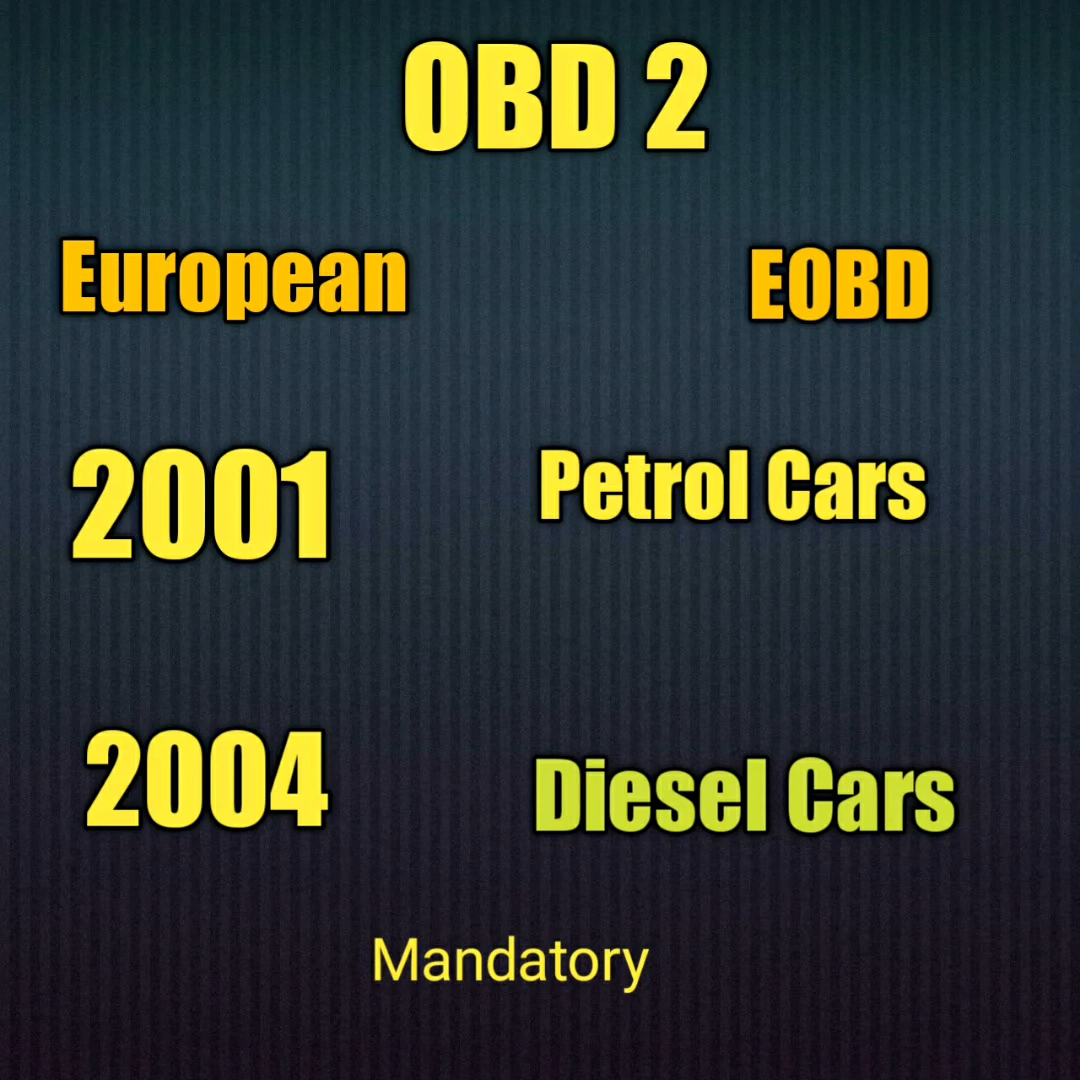 OBD 2
European EOBD
2001 Petrol Cars
2004 Diesel Cars
Mandatory